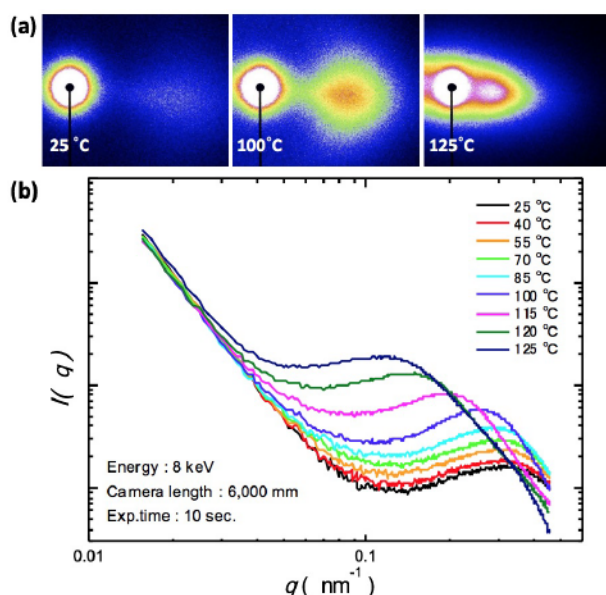 (a)
25°C
100°C
125°C
(b)
25 °C
40 °C
55 °C
70 °C
85 °C
100 °C
115 °C
120 °C
125 °C
I( q)
Energy : 8 keV
Camera length : 6,000 mm
Exp.time : 10 sec.
0.01
0.1
q( nm⁻¹)